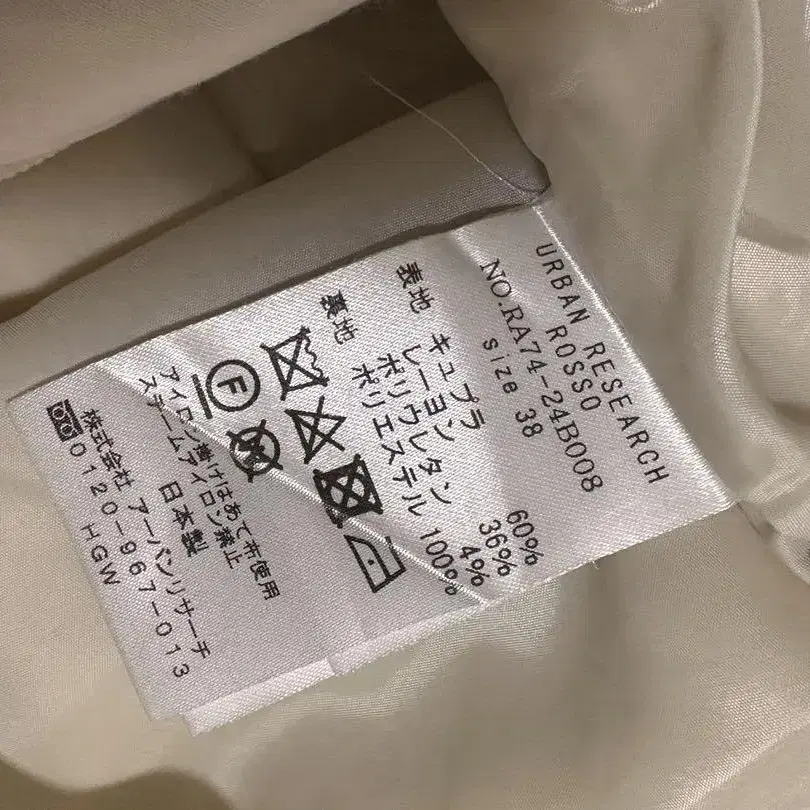 URBAN RESEARCH
ROSSO
NO.RA74-24B008
size 38
表地 キュプラ 60%
レーヨン 36%
ポリウレタン 4%
裏地 ポリエステル 100%
F
W
アイロン掛けはあて布使用
スチームアイロン禁止
日本製
株式会社 アーバンリサーチ
0120-967-013
HGW